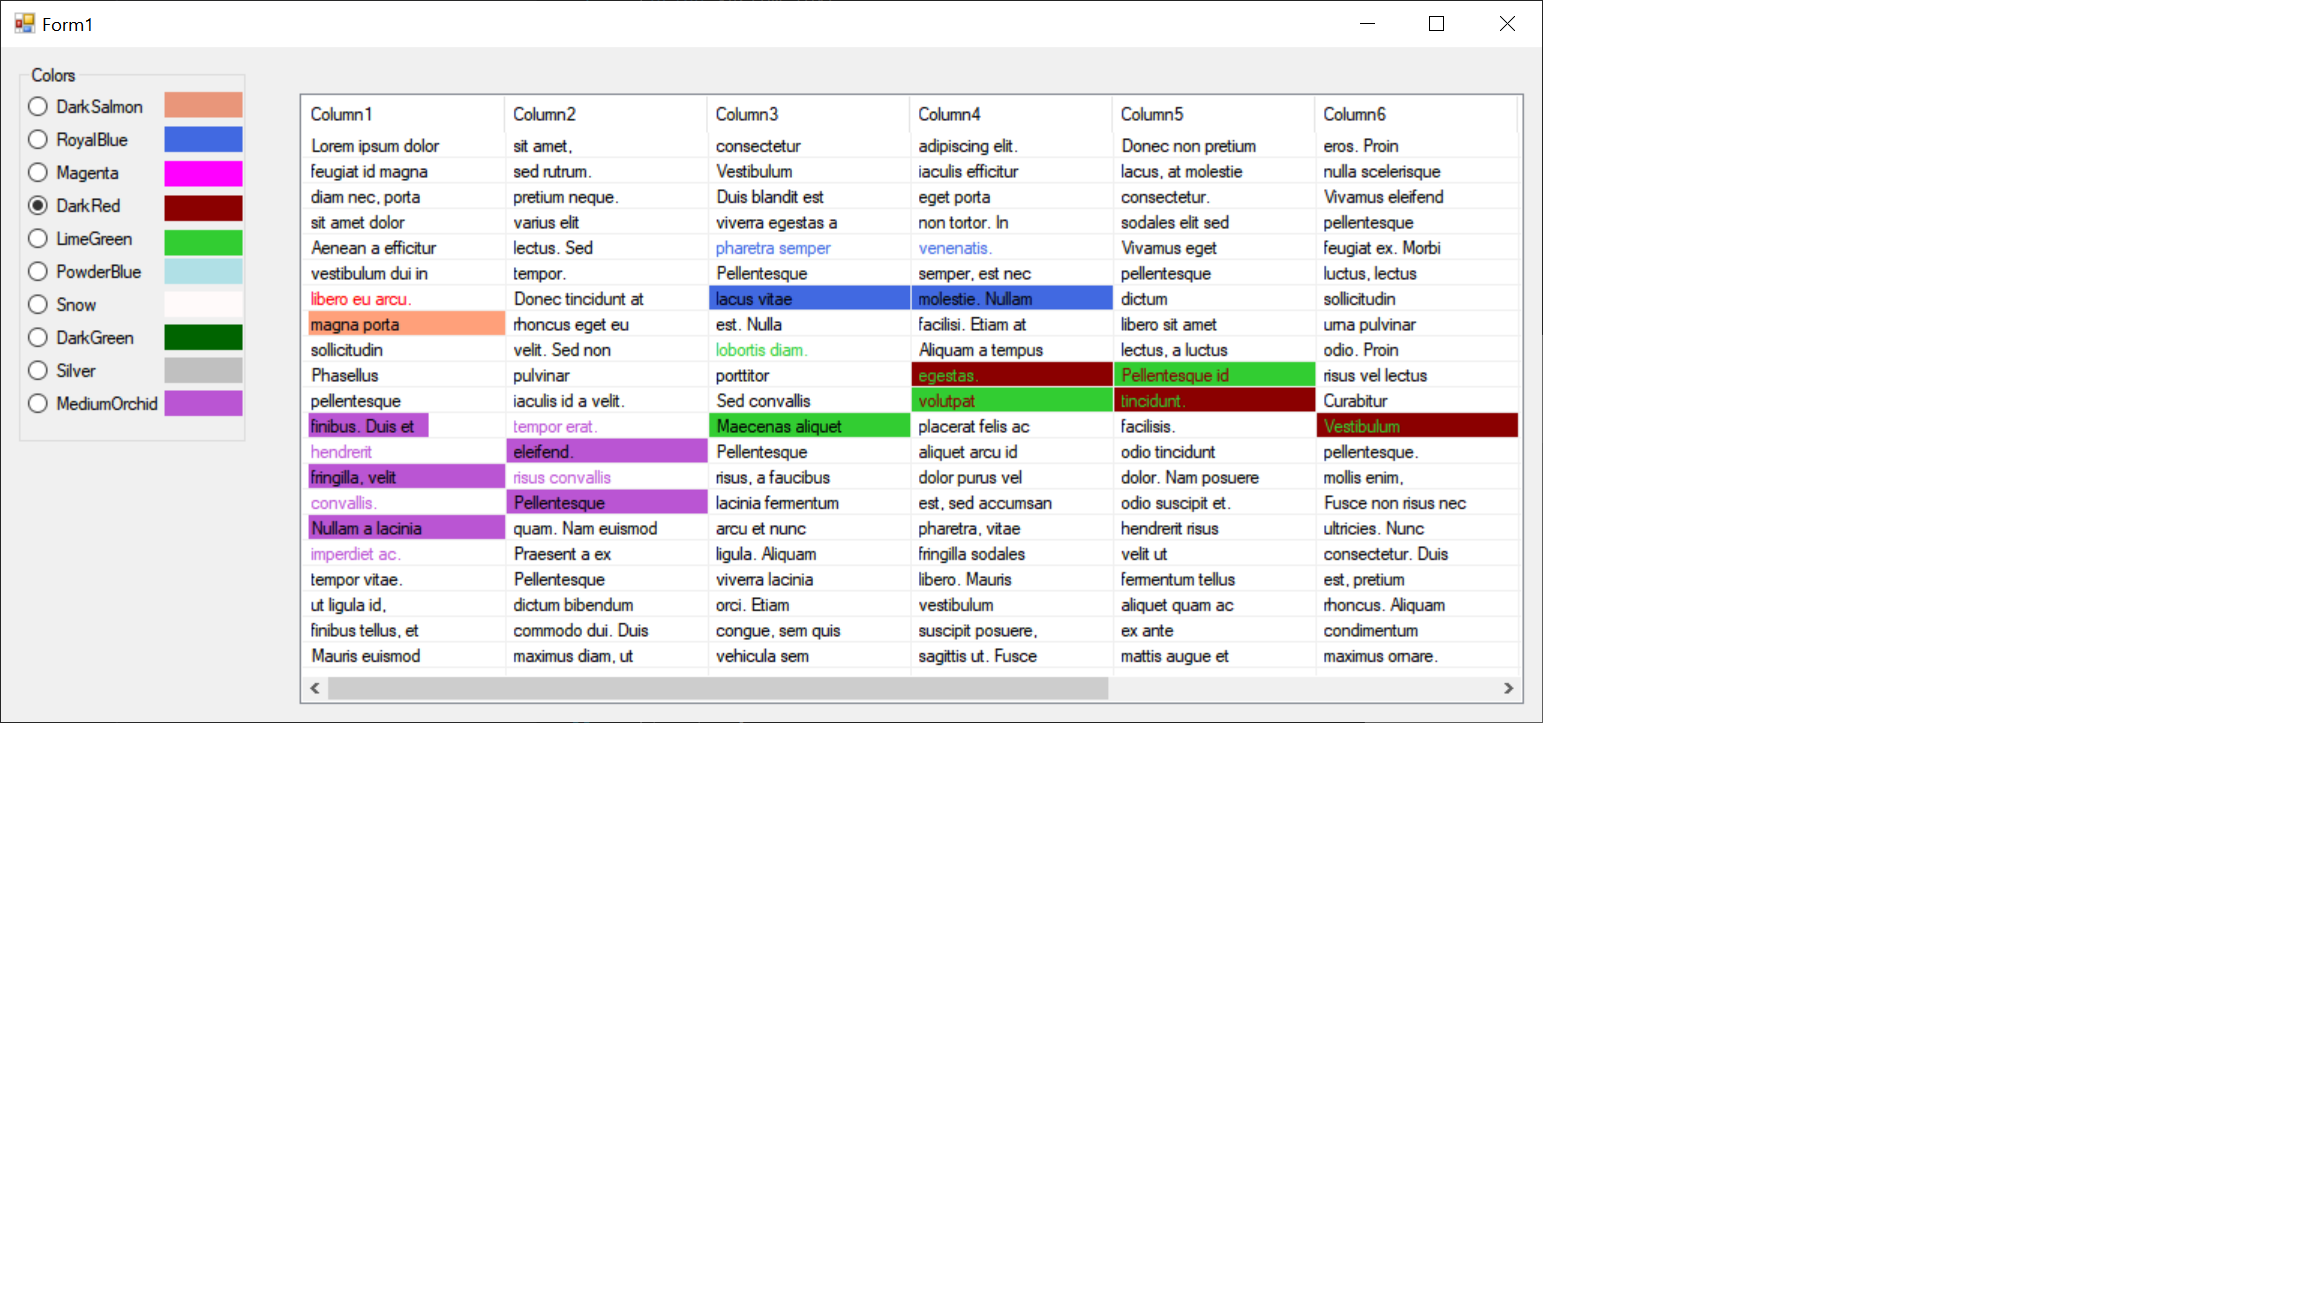 Form1
Colors
DarkSalmon
RoyalBlue
Magenta
DarkRed
LimeGreen
PowderBlue
Snow
DarkGreen
Silver
MediumOrchid
Column1 Column2 Column3 Column4 Column5 Column6
Lorem ipsum dolor sit amet, consectetur adipiscing elit. Donec non pretium eros. Proin
feugiat id magna sed rutrum. Vestibulum iaculis efficitur lacus, at molestie nulla scelerisque
diam nec, porta pretium neque. Duis blandit est eget porta consectetur. Vivamus eleifend
sit amet dolor varius elit viverra egestas a non tortor. In sodales elit sed pellentesque
Aenean a efficitur lectus. Sed pharetra semper venenatis. Vivamus eget feugiat ex. Morbi
vestibulum dui in tempor. Pellentesque semper, est nec pellentesque luctus, lectus
libero eu arcu. Donec tincidunt at lacus vitae molestie. Nullam dictum sollicitudin
magna porta rhoncus eget eu est. Nulla facilisi. Etiam at libero sit amet urna pulvinar
sollicitudin velit. Sed non lobortis diam. Aliquam a tempus lectus, a luctus odio. Proin
Phasellus pulvinar porttitor egestas. Pellentesque id risus vel lectus
pellentesque iaculis id a velit. Sed convallis volutpat tincidunt. Curabitur
finibus. Duis et tempor erat. Maecenas aliquet placerat felis ac facilisis. Vestibulum
hendrerit eleifend. Pellentesque aliquet arcu id odio tincidunt pellentesque.
fringilla, velit risus convallis risus, a faucibus dolor purus vel dolor. Nam posuere mollis enim,
convallis. Pellentesque lacinia fermentum est, sed accumsan odio suscipit et. Fusce non risus nec
Nullam a lacinia quam. Nam euismod arcu et nunc pharetra, vitae hendrerit risus ultricies. Nunc
imperdiet ac. Praesent a ex ligula. Aliquam fringilla sodales velit ut consectetur. Duis
tempor vitae. Pellentesque viverra lacinia libero. Mauris fermentum tellus est, pretium
ut ligula id, dictum bibendum orci. Etiam vestibulum aliquet quam ac rhoncus. Aliquam
finibus tellus, et commodo dui. Duis congue, sem quis suscipit posuere, ex ante condimentum
Mauris euismod maximus diam, ut vehicula sem sagittis ut. Fusce mattis augue et maximus ornare.